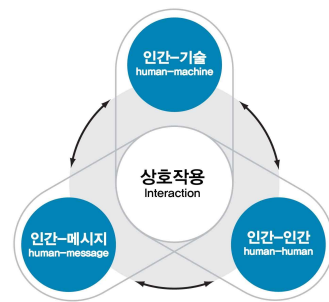 인간-기술
human-machine
상호작용
Interaction
인간-메시지
human-message
인간-인간
human-human